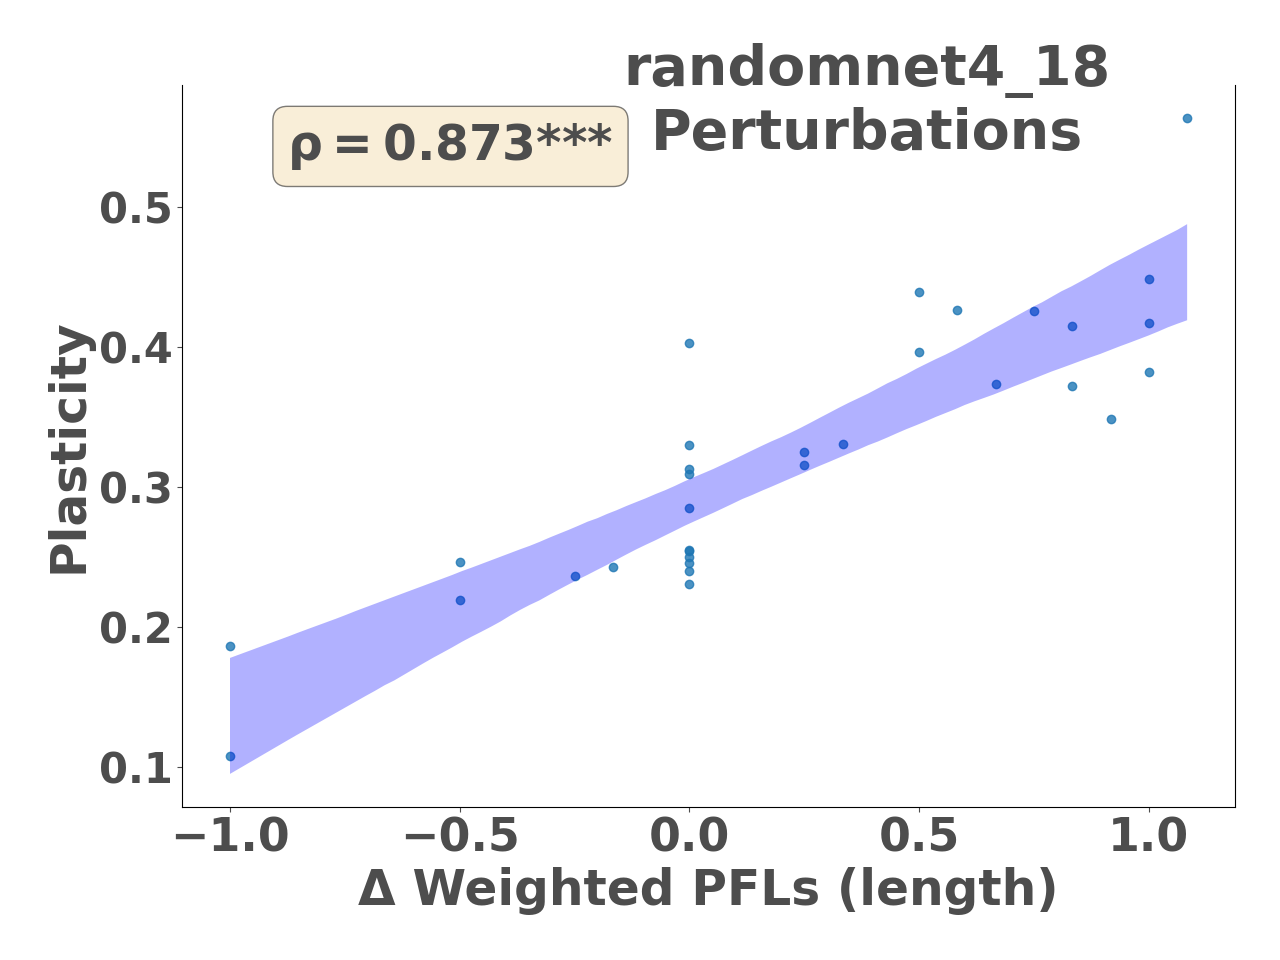 randomnet4_18
Perturbations
ρ = 0.873***
Plasticity
0.5
0.4
0.3
0.2
0.1
−1.0
−0.5
0.0
0.5
1.0
Δ Weighted PFLs (length)